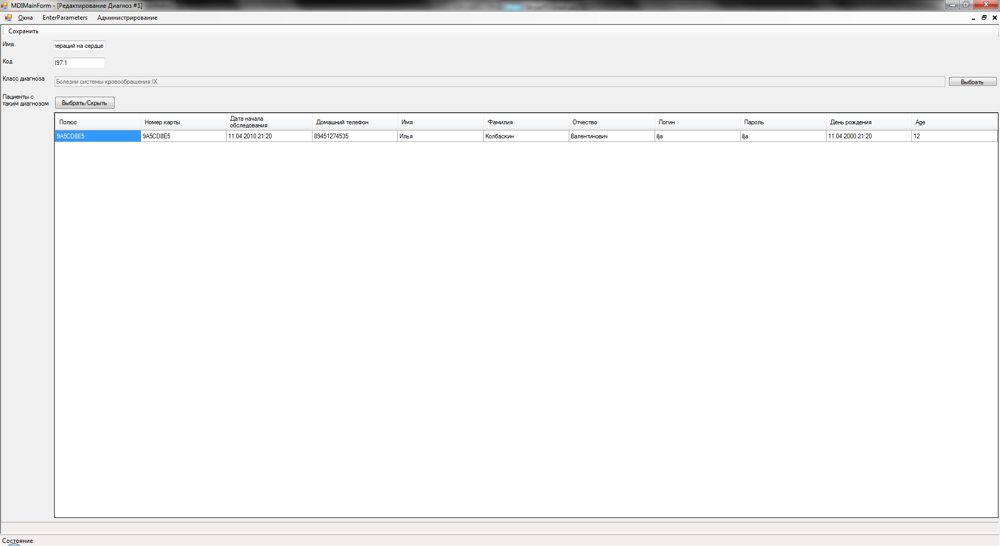 MDIMainForm - [Редактирование Диагноз #1]
Окна EnterParameters Администрирование
Сохранить
Имя
пераций на сердце
Код
I97.1
Класс диагноза
Болезни системы кровообращения:IX
Выбрать
Пациенты с
таким диагнозом
Выбрать/Скрыть
Полюс Номер карты Дата начала обследования Домашний телефон Имя Фамилия Отчество Логин Пароль День рождения Age
9A5CD8E5 9A5CD8E5 11.04.2010 21:20 89451274535 Илья Колбаскин Валентинович ilja ilja 11.04.2000 21:20 12
Состояние